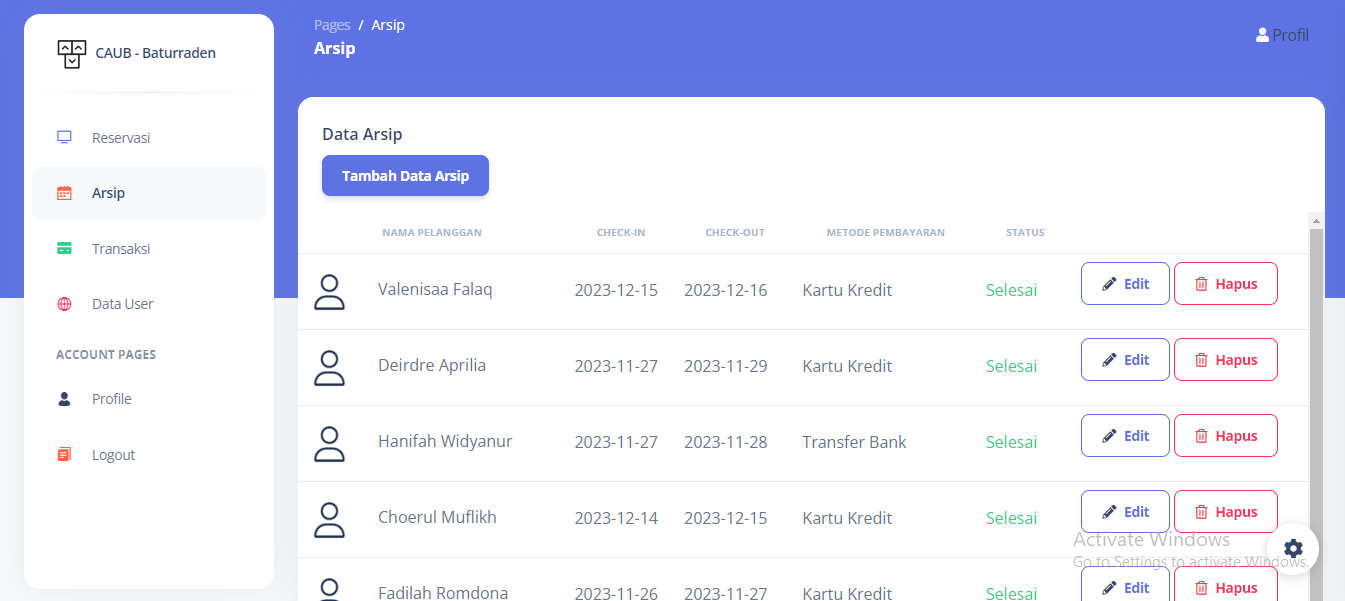 CAUB - Baturraden
Reservasi
Arsip
Transaksi
Data User
ACCOUNT PAGES
Profile
Logout
Pages / Arsip
Arsip
Profil
Data Arsip
Tambah Data Arsip
NAMA PELANGGAN CHECK-IN CHECK-OUT METODE PEMBAYARAN STATUS
Valenisaa Falaq 2023-12-15 2023-12-16 Kartu Kredit Selesai Edit Hapus
Deirdre Aprilia 2023-11-27 2023-11-29 Kartu Kredit Selesai Edit Hapus
Hanifah Widyanur 2023-11-27 2023-11-28 Transfer Bank Selesai Edit Hapus
Choerul Muflikh 2023-12-14 2023-12-15 Kartu Kredit Selesai Edit Hapus
Activate Windows
Go to Settings to activate Windows.
Fadilah Romdona 2023-11-26 2023-11-27 Kartu Kredit Selesai Edit Hapus